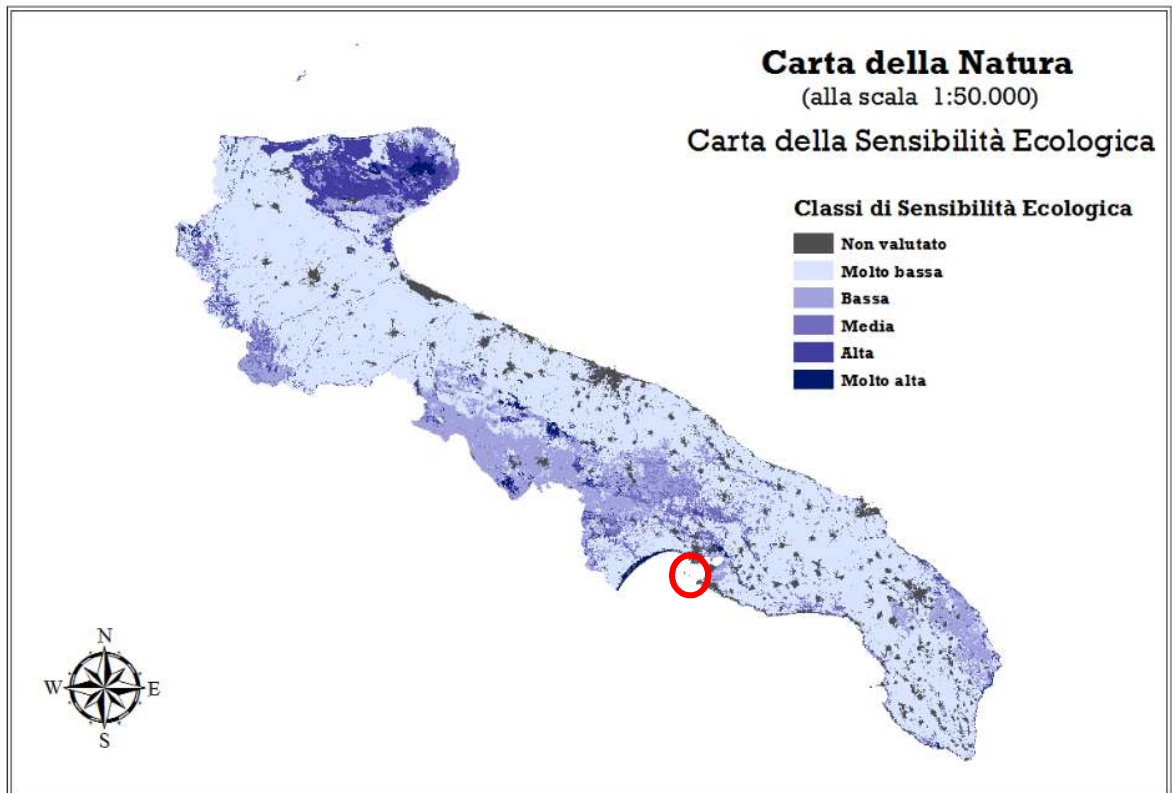 Carta della Natura
(alla scala 1:50.000)
Carta della Sensibilità Ecologica
Classi di Sensibilità Ecologica
Non valutato
Molto bassa
Bassa
Media
Alta
Molto alta
N
W E
S